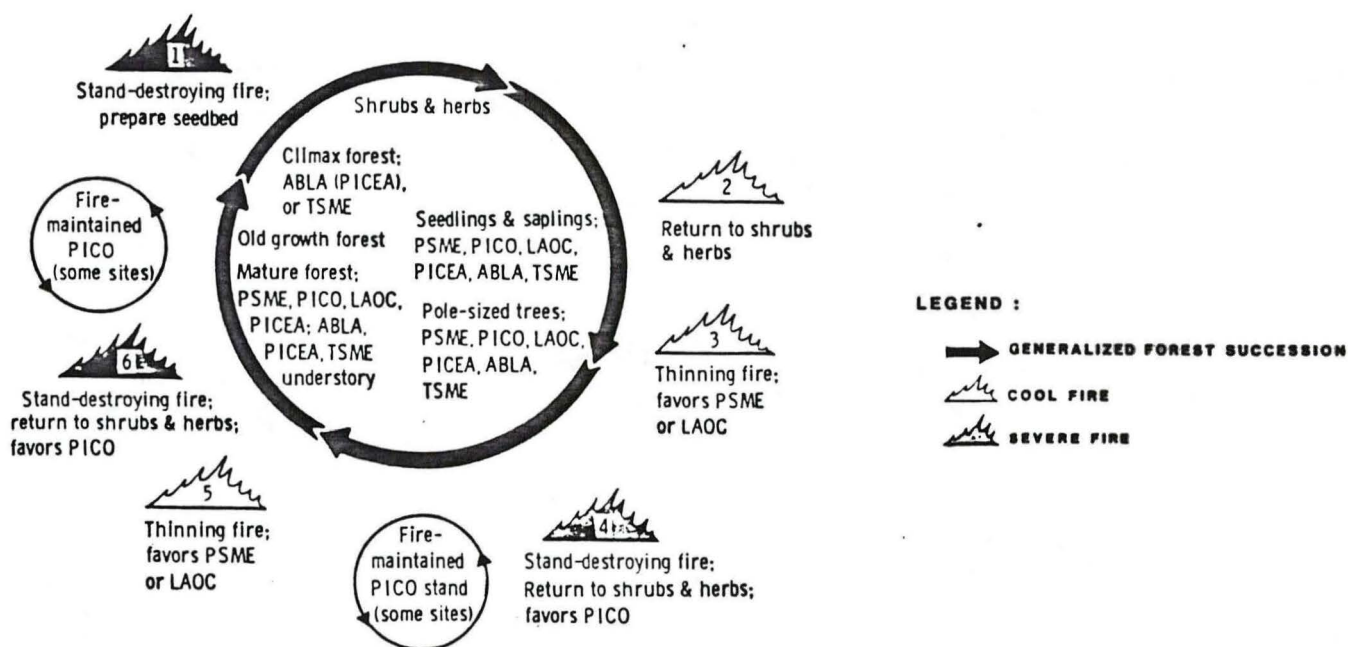 1
Stand-destroying fire;
prepare seedbed
Shrubs & herbs
Climax forest;
ABLA (PICEA),
or TSME
Old growth forest
Mature forest;
PSME, PICO, LAOC,
PICEA; ABLA,
PICEA, TSME
understory
Seedlings & saplings;
PSME, PICO, LAOC,
PICEA, ABLA, TSME
Pole-sized trees;
PSME, PICO, LAOC,
PICEA, ABLA,
TSME
2
Return to shrubs
& herbs
3
Thinning fire;
favors PSME
or LAOC
4
Stand-destroying fire;
Return to shrubs & herbs;
favors PICO
Fire-
maintained
PICO stand
(some sites)
5
Thinning fire;
favors PSME
or LAOC
6
Stand-destroying fire;
return to shrubs & herbs;
favors PICO
Fire-
maintained
PICO
(some sites)
LEGEND :
GENERALIZED FOREST SUCCESSION
COOL FIRE
SEVERE FIRE